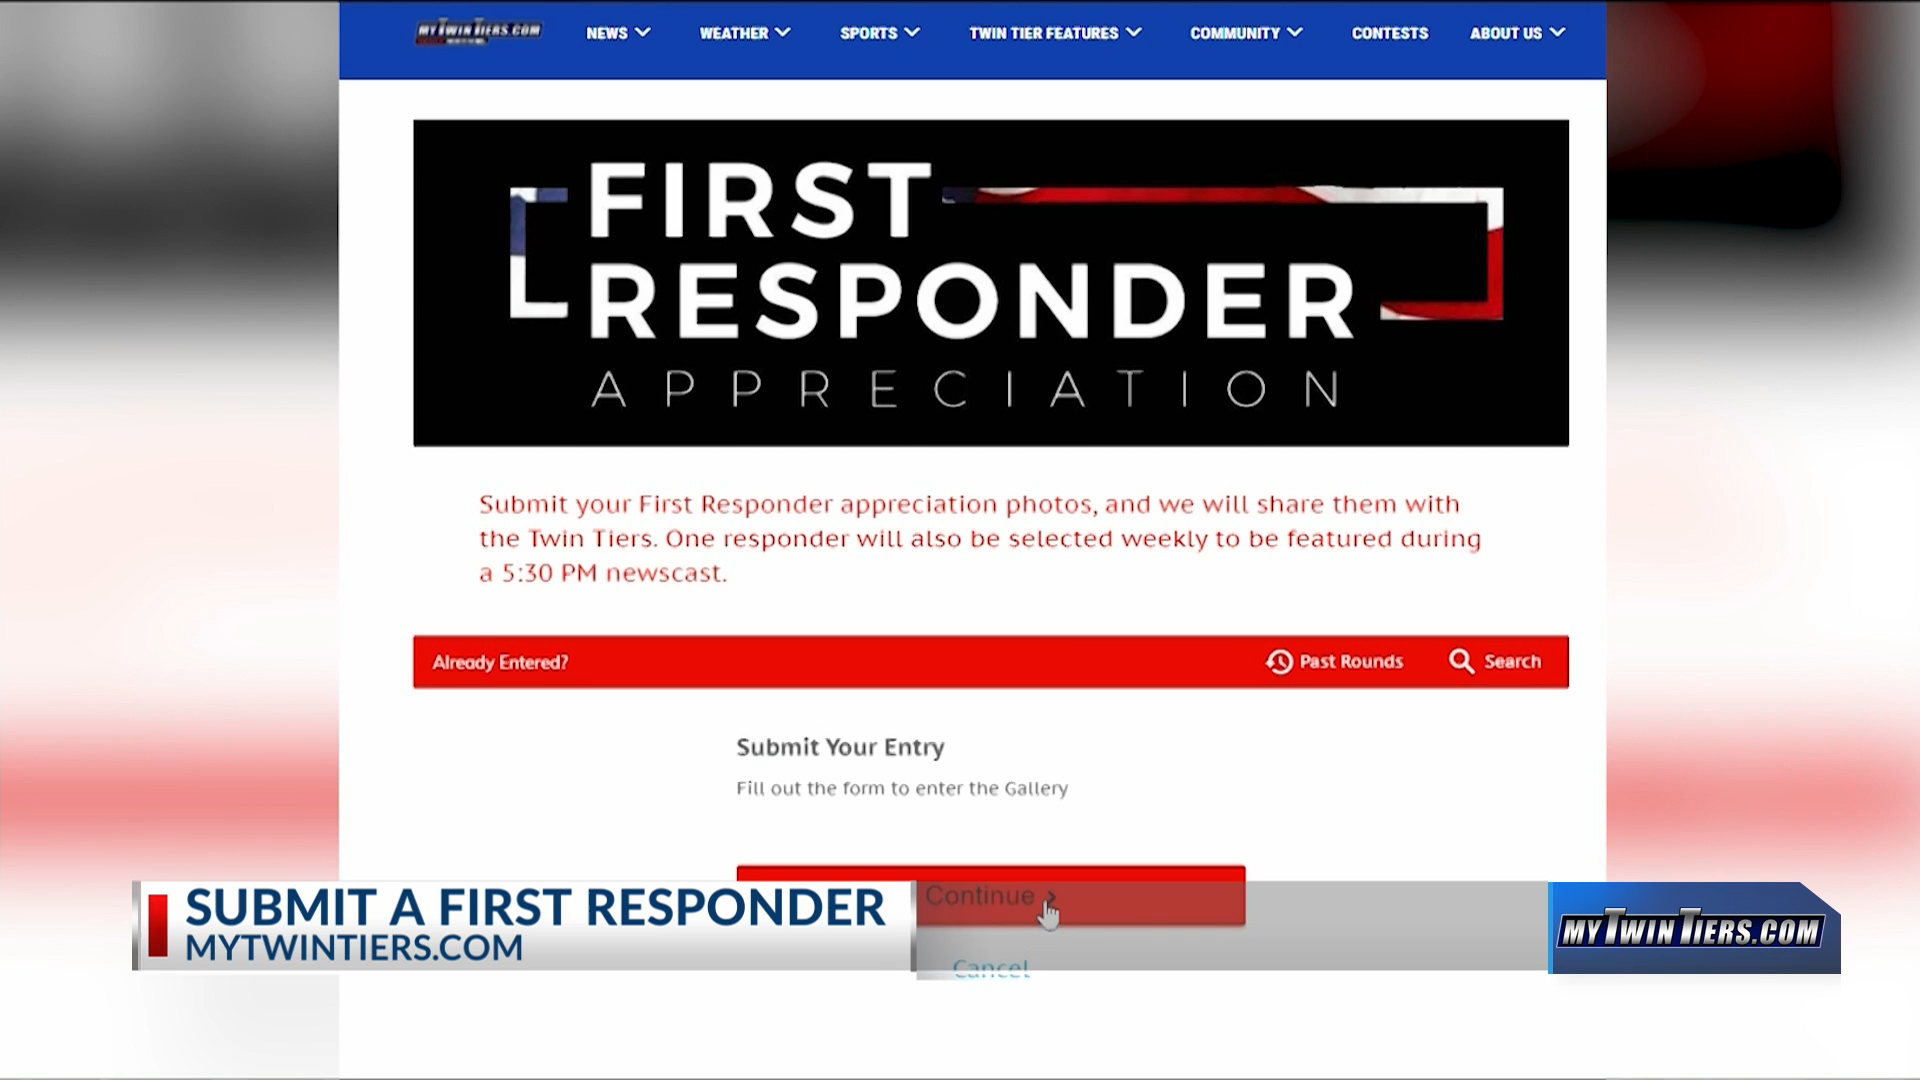 MYTWINTIERS.COM
NEWS
WEATHER
SPORTS
TWIN TIER FEATURES
COMMUNITY
CONTESTS
ABOUT US
FIRST
RESPONDER
APPRECIATION
Submit your First Responder appreciation photos, and we will share them with
the Twin Tiers. One responder will also be selected weekly to be featured during
a 5:30 PM newscast.
Already Entered?
Past Rounds
Search
Submit Your Entry
Fill out the form to enter the Gallery
Continue >
Cancel
SUBMIT A FIRST RESPONDER
MYTWINTIERS.COM
MYTWINTIERS.COM